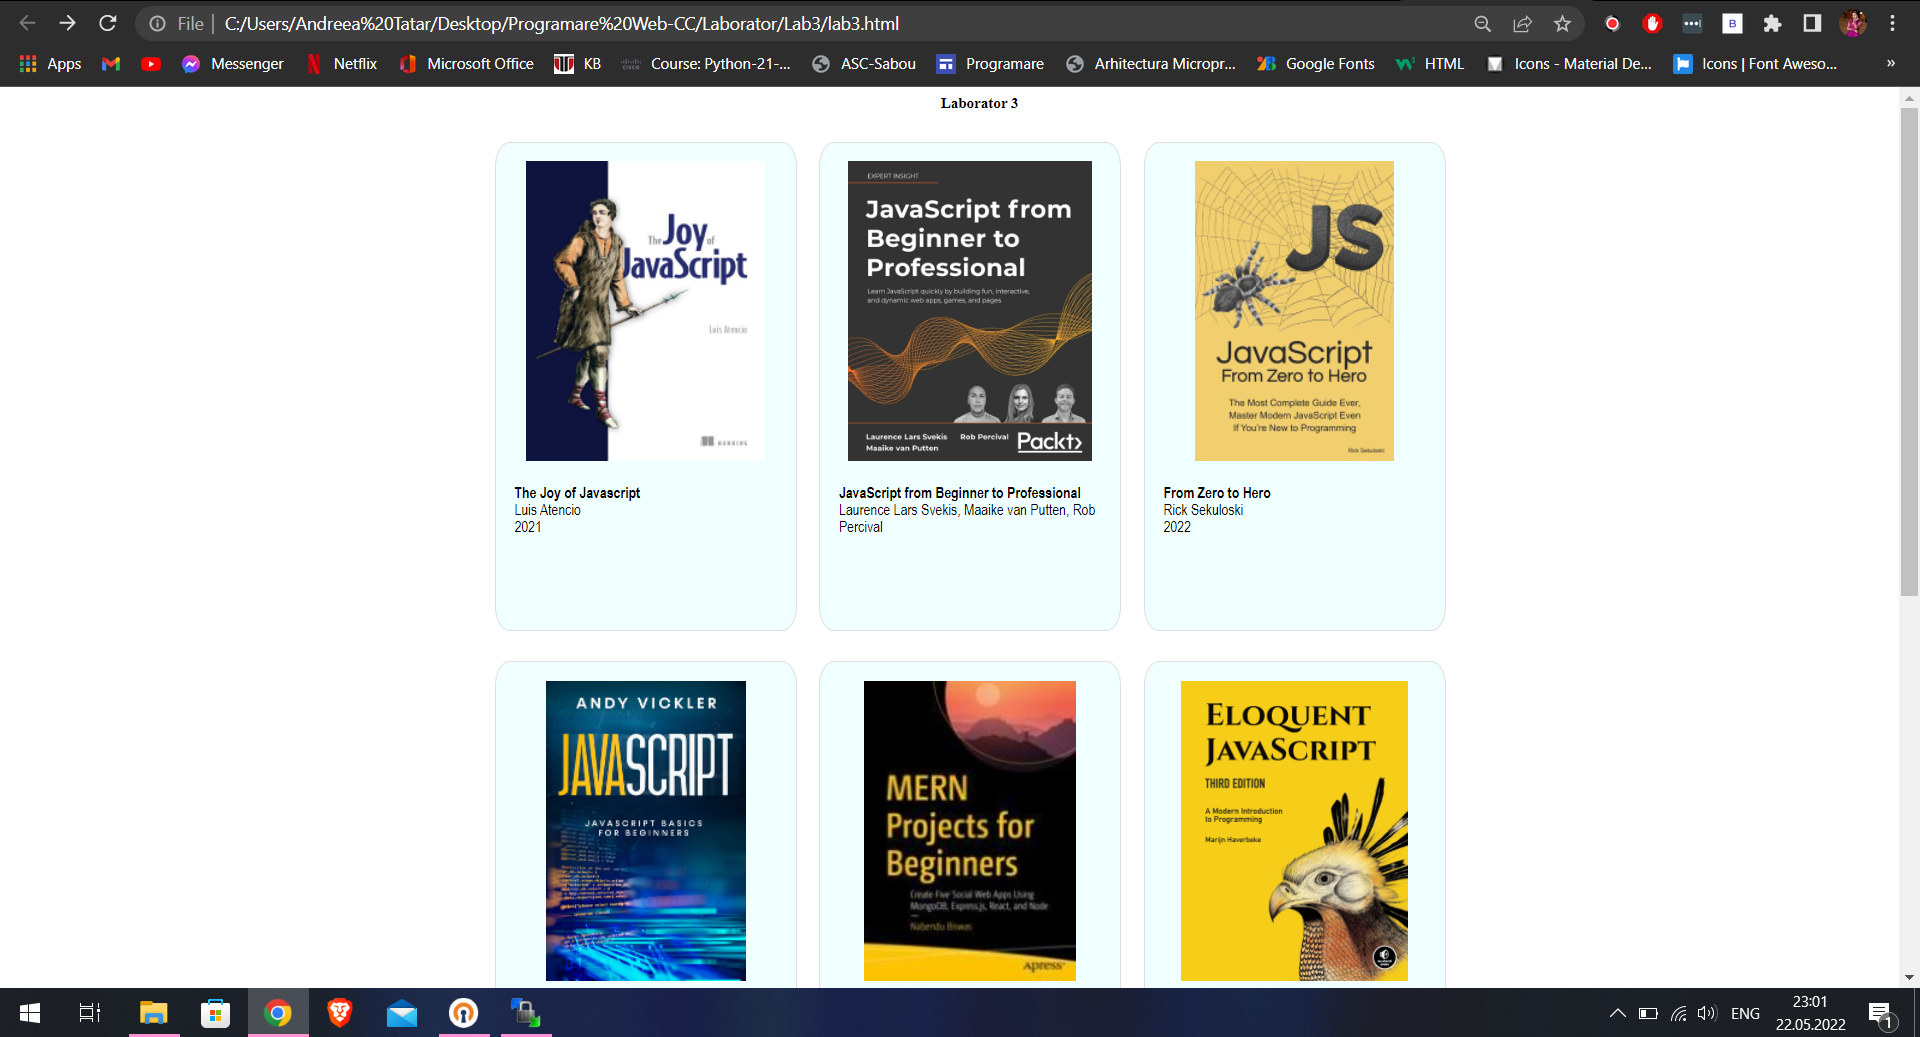 File
C:/Users/Andreea%20Tatar/Desktop/Programare%20Web-CC/Laborator/Lab3/lab3.html
Apps
Messenger
Netflix
Microsoft Office
KB
Course: Python-21-...
ASC-Sabou
Programare
Arhitectura Micropr...
Google Fonts
HTML
Icons - Material De...
Icons | Font Aweso...
»
Laborator 3
The Joy of
JavaScript
Luis Atencio
MANNING
EXPERT INSIGHT
JavaScript from
Beginner to
Professional
Learn JavaScript quickly by building fun, interactive,
and dynamic web apps, games, and pages
Laurence Lars Svekis
Maaike van Putten
Rob Percival
Packt>
JS
JavaScript
From Zero to Hero
The Most Complete Guide Ever,
Master Modern JavaScript Even
If You're New to Programming
Rick Sekuloski
The Joy of Javascript
Luis Atencio
2021
JavaScript from Beginner to Professional
Laurence Lars Svekis, Maaike van Putten, Rob
Percival
From Zero to Hero
Rick Sekuloski
2022
ANDY VICKLER
JAVASCRIPT
JAVASCRIPT BASICS
FOR BEGINNERS
MERN
Projects for
Beginners
Create Five Social Web Apps Using
MongoDB, Express.js, React, and Node
Nabendu Biswas
Apress
ELOQUENT
JAVASCRIPT
THIRD EDITION
A Modern Introduction
to Programming
Marijn Haverbeke
ENG
23:01
22.05.2022
1